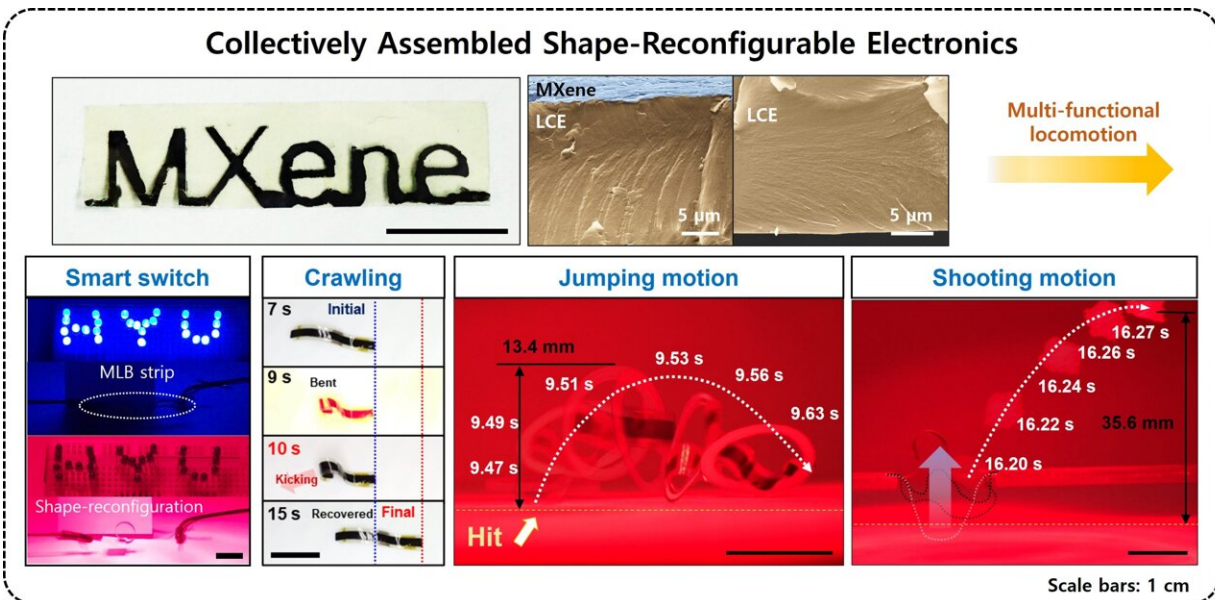 Collectively Assembled Shape-Reconfigurable Electronics
MXene
MXene
LCE
5 μm
LCE
5 μm
Multi-functional
locomotion
Smart switch
HYU
MLB strip
HYU
Shape-reconfiguration
Crawling
7 s
Initial
9 s
Bent
10 s
Kicking
15 s
Recovered
Final
Jumping motion
13.4 mm
9.53 s
9.51 s
9.56 s
9.49 s
9.63 s
9.47 s
Hit
Shooting motion
16.27 s
16.26 s
16.24 s
16.22 s
35.6 mm
16.20 s
Scale bars: 1 cm